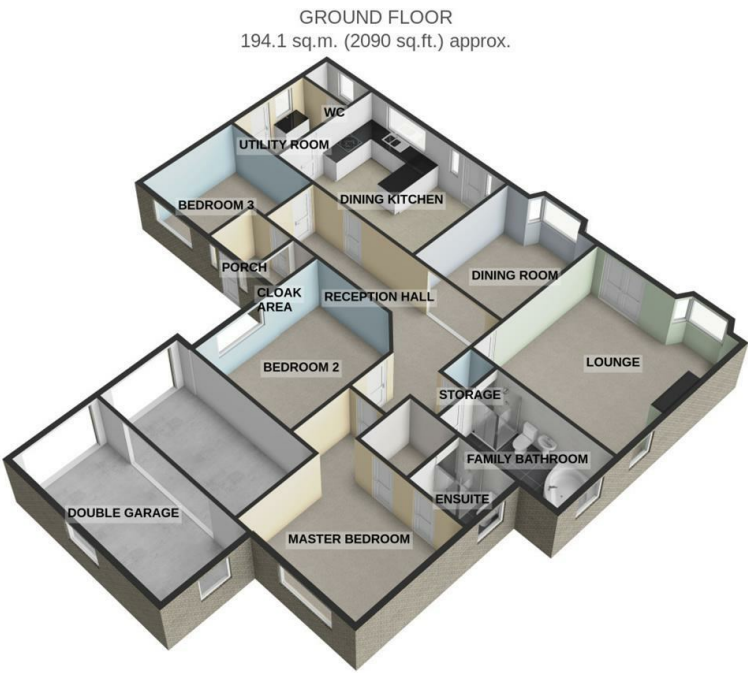 GROUND FLOOR
194.1 sq.m. (2090 sq.ft.) approx.
WC
UTILITY ROOM
DINING KITCHEN
BEDROOM 3
PORCH
DINING ROOM
CLOAK
AREA
RECEPTION HALL
BEDROOM 2
LOUNGE
STORAGE
FAMILY BATHROOM
ENSUITE
DOUBLE GARAGE
MASTER BEDROOM